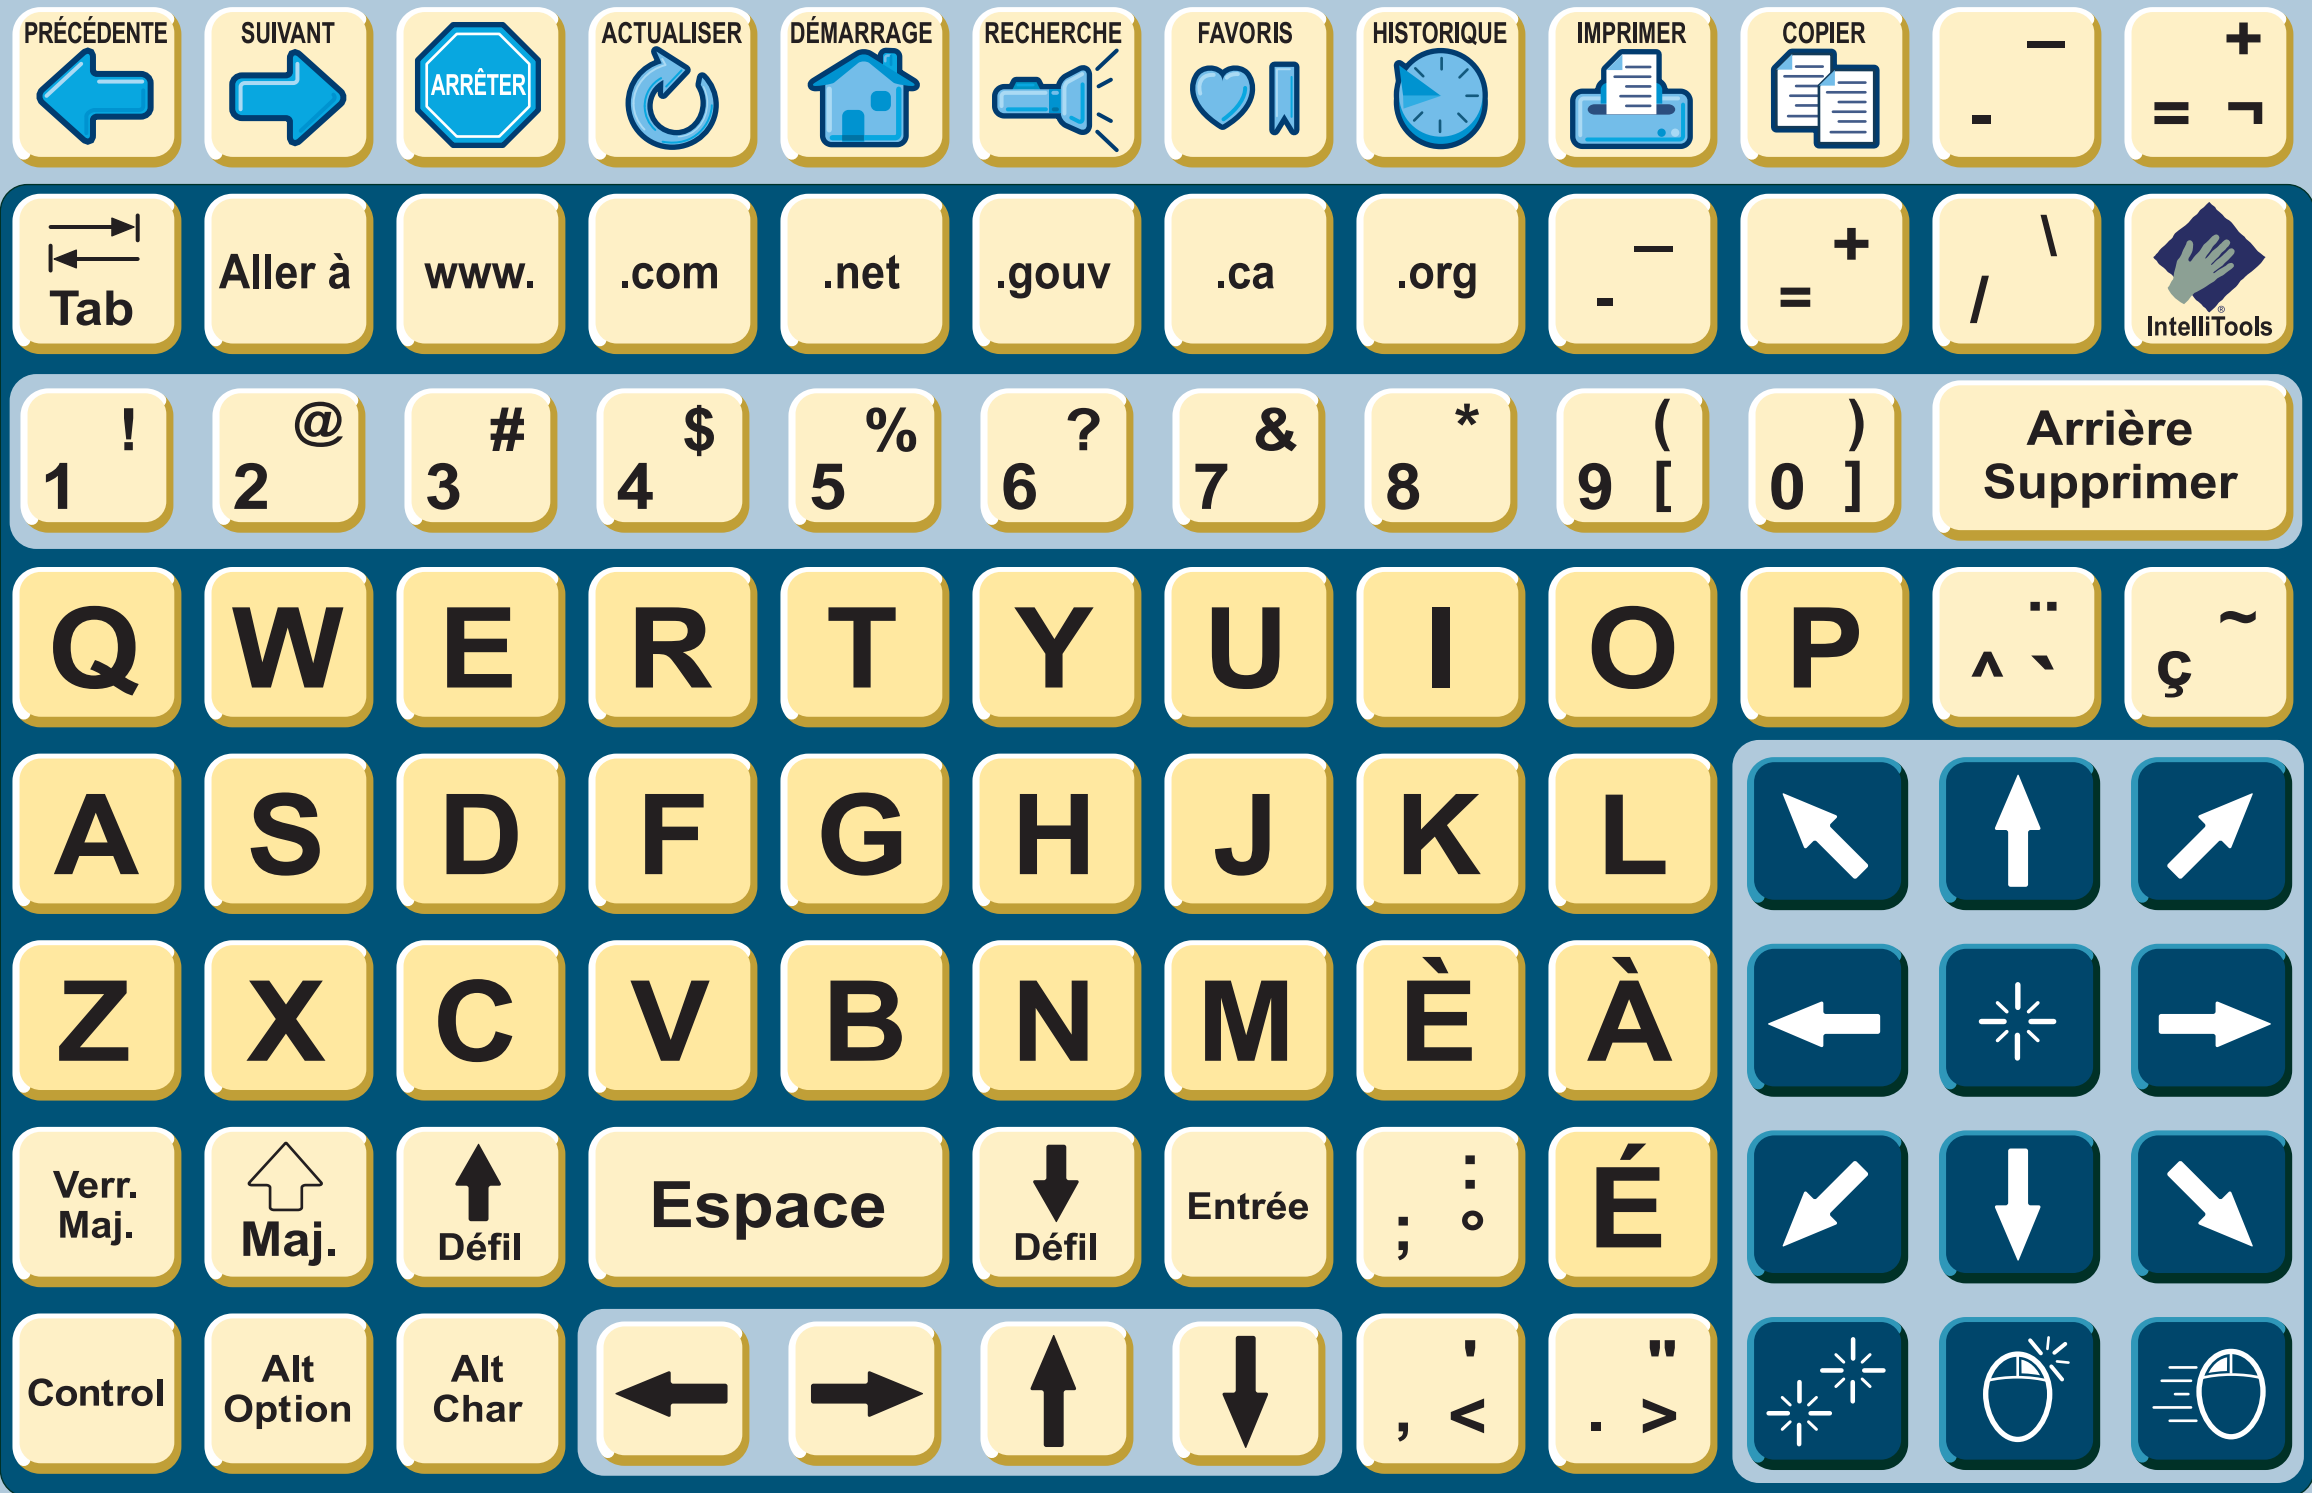 PRÉCÉDENTE SUIVANT ARRÊTER ACTUALISER DÉMARRAGE RECHERCHE FAVORIS HISTORIQUE IMPRIMER COPIER — - + = ¬
Tab Aller à www. .com .net .gouv .ca .org — - + = \ / ® IntelliTools
! 1 @ 2 # 3 $ 4 % 5 ? 6 & 7 * 8 ( 9 [ ) 0 ] Arrière
Supprimer
Q W E R T Y U I O P ¨ ^ ` ~ ç
A S D F G H J K L
Z X C V B N M È À
Verr.
Maj.
Maj. Défil Espace Défil Entrée : ; ° É
Control
Alt
Option
Alt
Char
' , < " . >